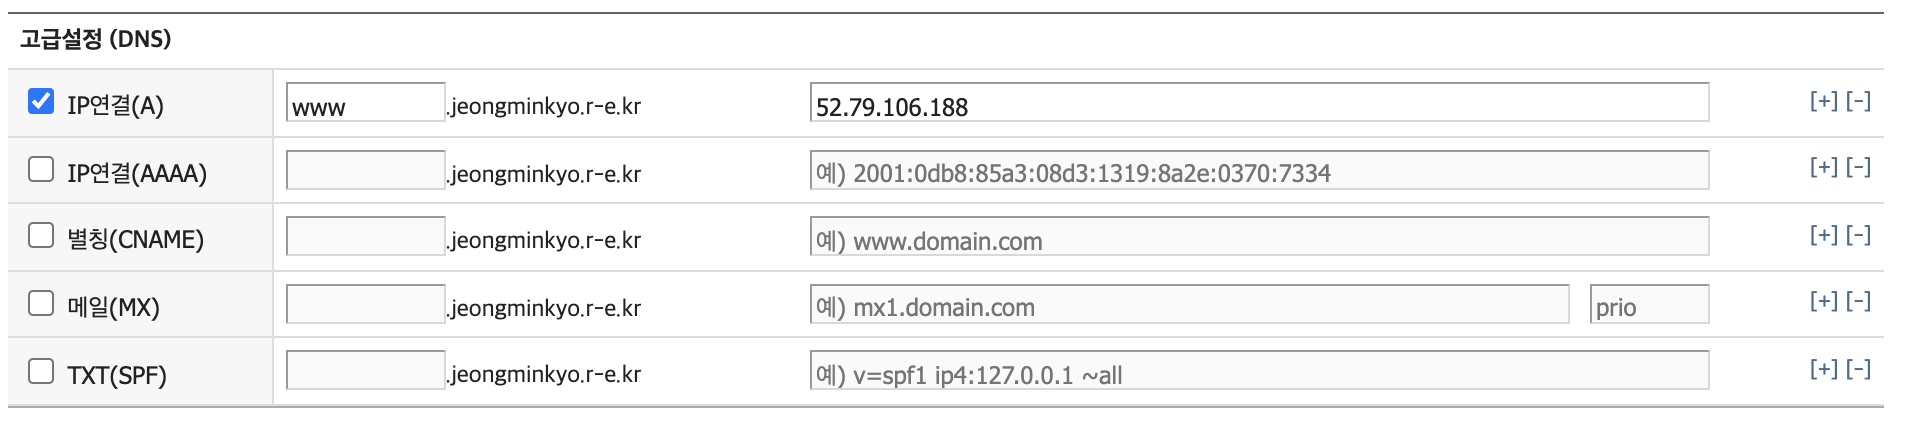 고급설정 (DNS)
IP연결(A) www .jeongminkyo.r-e.kr 52.79.106.188 [+] [-]
IP연결(AAAA) .jeongminkyo.r-e.kr 예) 2001:0db8:85a3:08d3:1319:8a2e:0370:7334 [+] [-]
별칭(CNAME) .jeongminkyo.r-e.kr 예) www.domain.com [+] [-]
메일(MX) .jeongminkyo.r-e.kr 예) mx1.domain.com prio [+] [-]
TXT(SPF) .jeongminkyo.r-e.kr 예) v=spf1 ip4:127.0.0.1 ~all [+] [-]